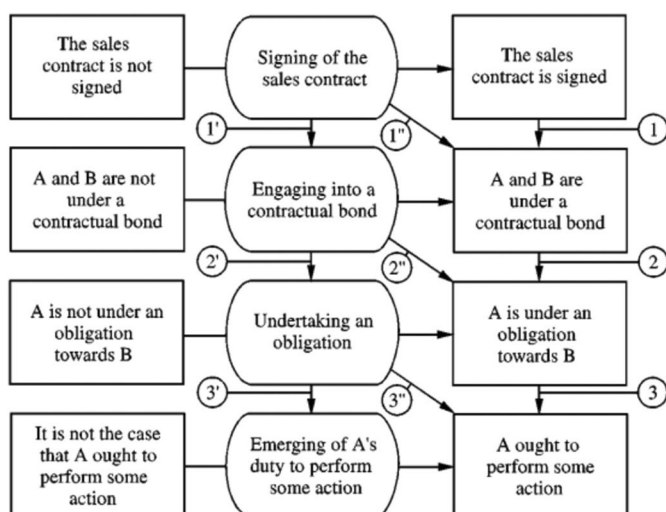 The sales
contract is not
signed
Signing of the
sales contract
The sales
contract is signed
1'
1"
1
A and B are not
under a
contractual bond
Engaging into a
contractual bond
A and B are
under a
contractual bond
2'
2"
2
A is not under an
obligation
towards B
Undertaking an
obligation
A is under an
obligation
towards B
3'
3"
3
It is not the case
that A ought to
perform some
action
Emerging of A's
duty to perform
some action
A ought to
perform some
action